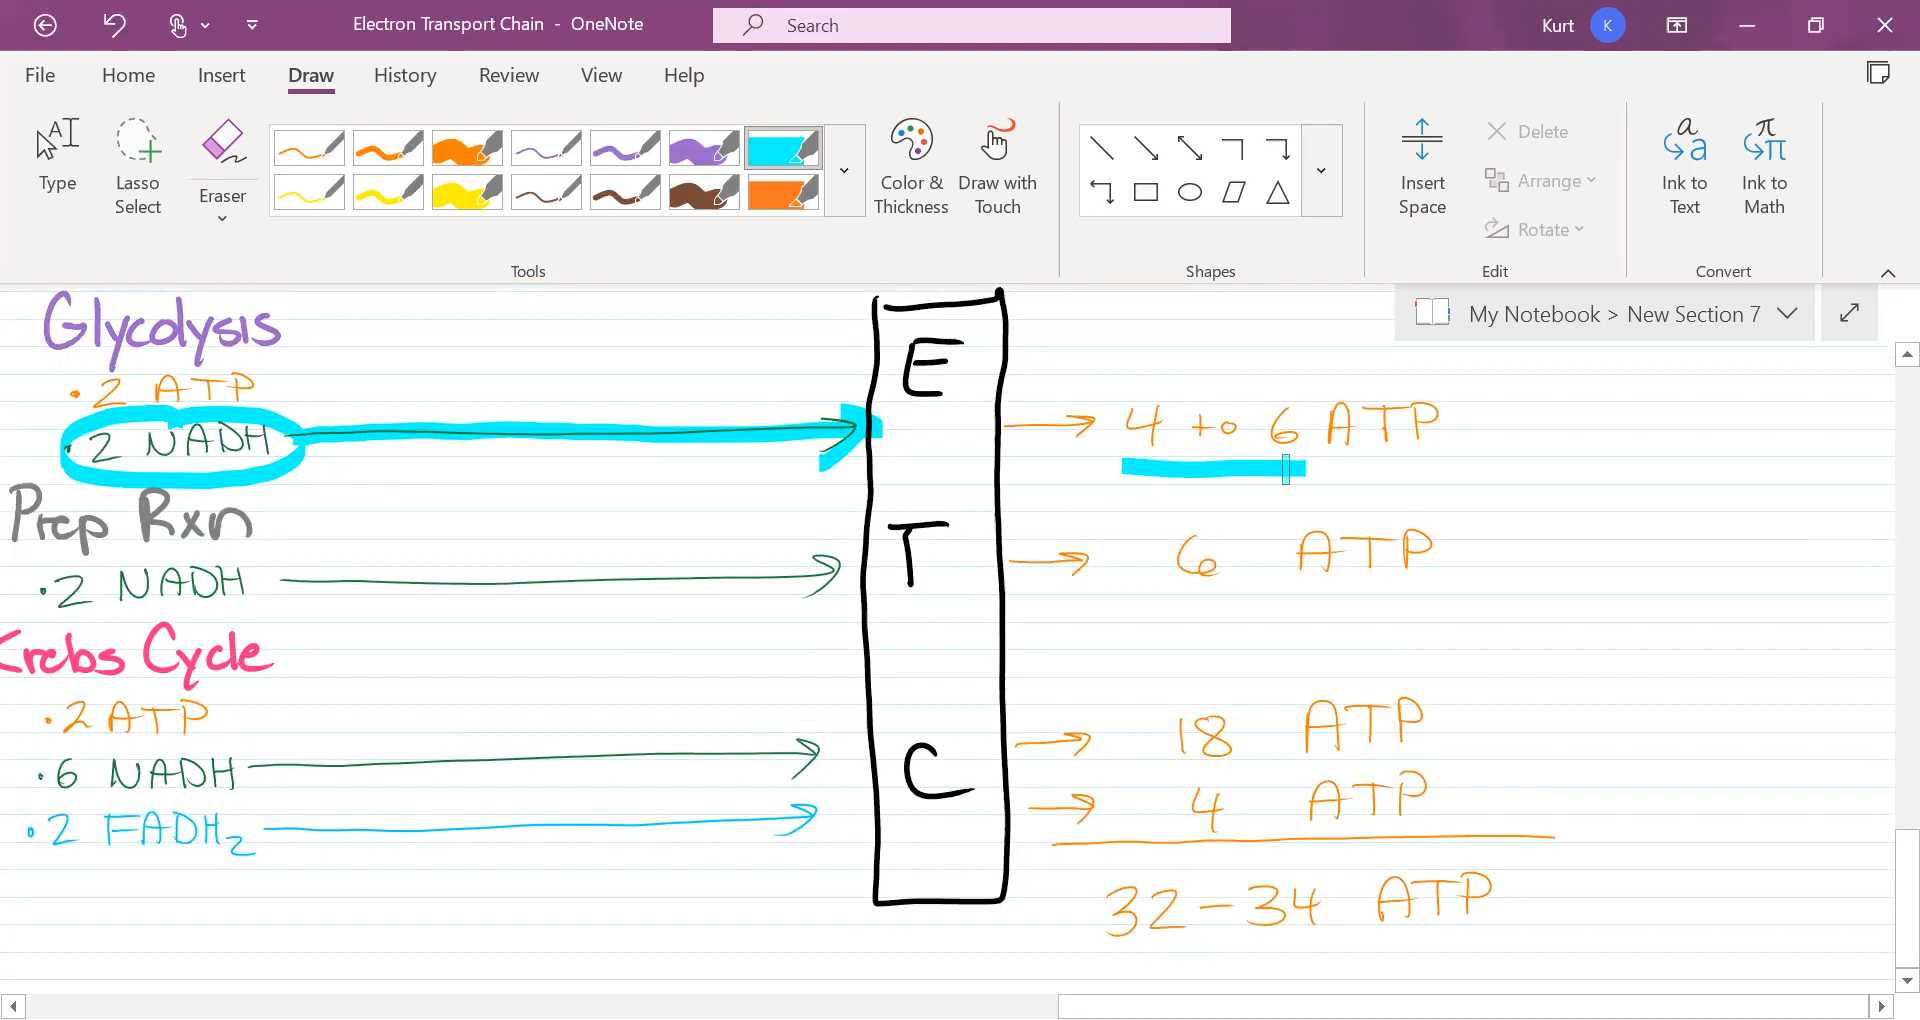 Electron Transport Chain - OneNote
Search
Kurt K
File Home Insert Draw History Review View Help
Type
Lasso Select
Eraser
Color & Thickness
Draw with Touch
Insert Space
Delete
Arrange
Rotate
Ink to Text
Ink to Math
Tools Shapes Edit Convert
My Notebook > New Section 7
Glycolysis
E
·2 ATP
·2 NADH
4 to 6 ATP
Prep Rxn
T
6 ATP
·2 NADH
Krebs Cycle
·2 ATP
18 ATP
·6 NADH
C
4 ATP
·2 FADH2
32-34 ATP